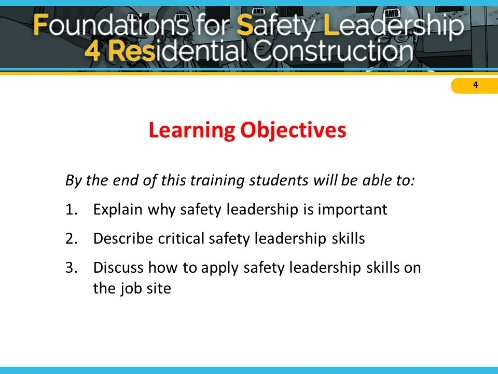 Foundations for Safety Leadership
4 Residential Construction
4
Learning Objectives
By the end of this training students will be able to:
1. Explain why safety leadership is important
2. Describe critical safety leadership skills
3. Discuss how to apply safety leadership skills on
the job site